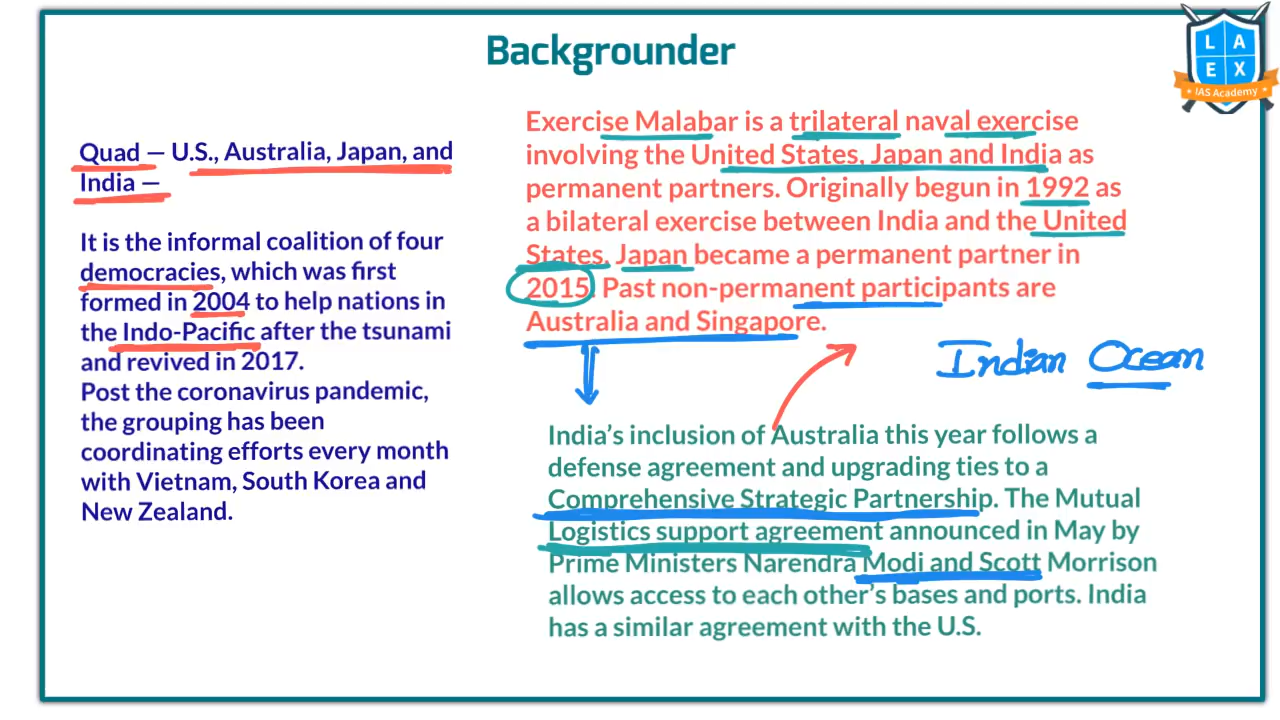 Backgrounder
L A
E X
IAS Academy
Quad — U.S., Australia, Japan, and
India —
It is the informal coalition of four
democracies, which was first
formed in 2004 to help nations in
the Indo-Pacific after the tsunami
and revived in 2017.
Post the coronavirus pandemic,
the grouping has been
coordinating efforts every month
with Vietnam, South Korea and
New Zealand.
Exercise Malabar is a trilateral naval exercise
involving the United States, Japan and India as
permanent partners. Originally begun in 1992 as
a bilateral exercise between India and the United
States, Japan became a permanent partner in
2015. Past non-permanent participants are
Australia and Singapore.
Indian Ocean
India’s inclusion of Australia this year follows a
defense agreement and upgrading ties to a
Comprehensive Strategic Partnership. The Mutual
Logistics support agreement announced in May by
Prime Ministers Narendra Modi and Scott Morrison
allows access to each other’s bases and ports. India
has a similar agreement with the U.S.